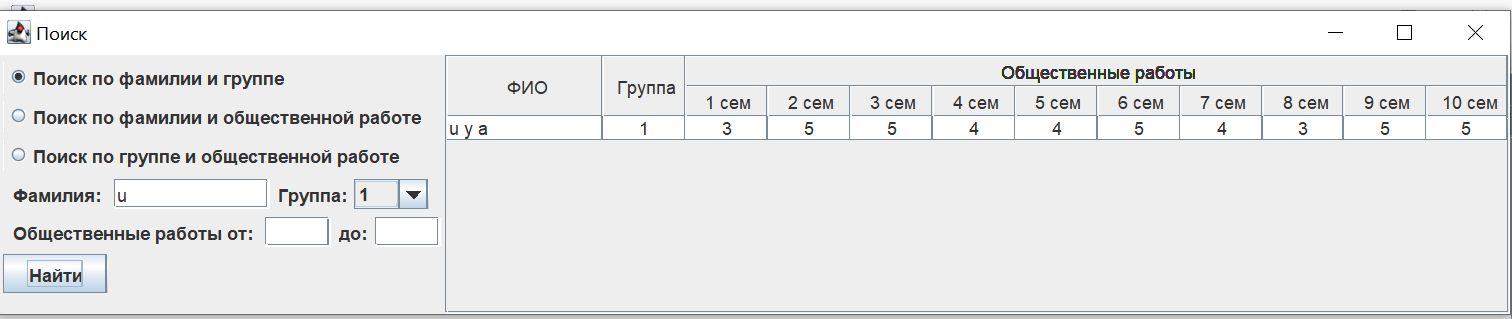 Поиск
Поиск по фамилии и группе
Поиск по фамилии и общественной работе
Поиск по группе и общественной работе
Фамилия: u Группа: 1
Общественные работы от: до:
Найти
ФИО Группа Общественные работы
1 сем 2 сем 3 сем 4 сем 5 сем 6 сем 7 сем 8 сем 9 сем 10 сем
u y a 1 3 5 5 4 4 5 4 3 5 5